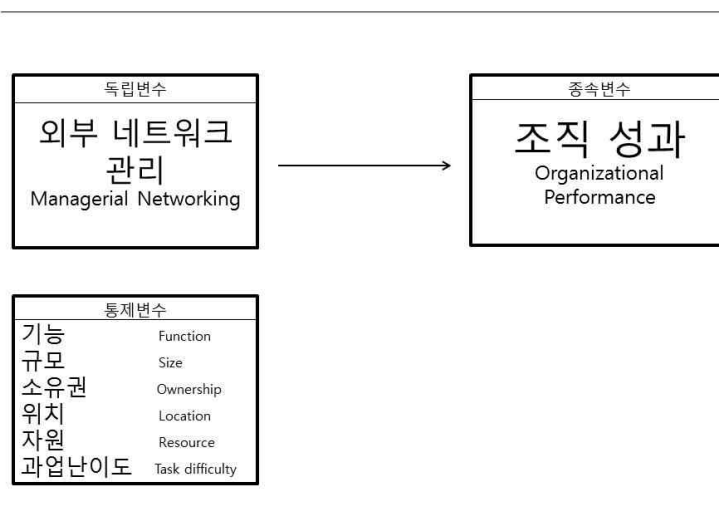 독립변수
외부 네트워크
관리
Managerial Networking
종속변수
조직 성과
Organizational
Performance
통제변수
기능 Function
규모 Size
소유권 Ownership
위치 Location
자원 Resource
과업난이도 Task difficulty